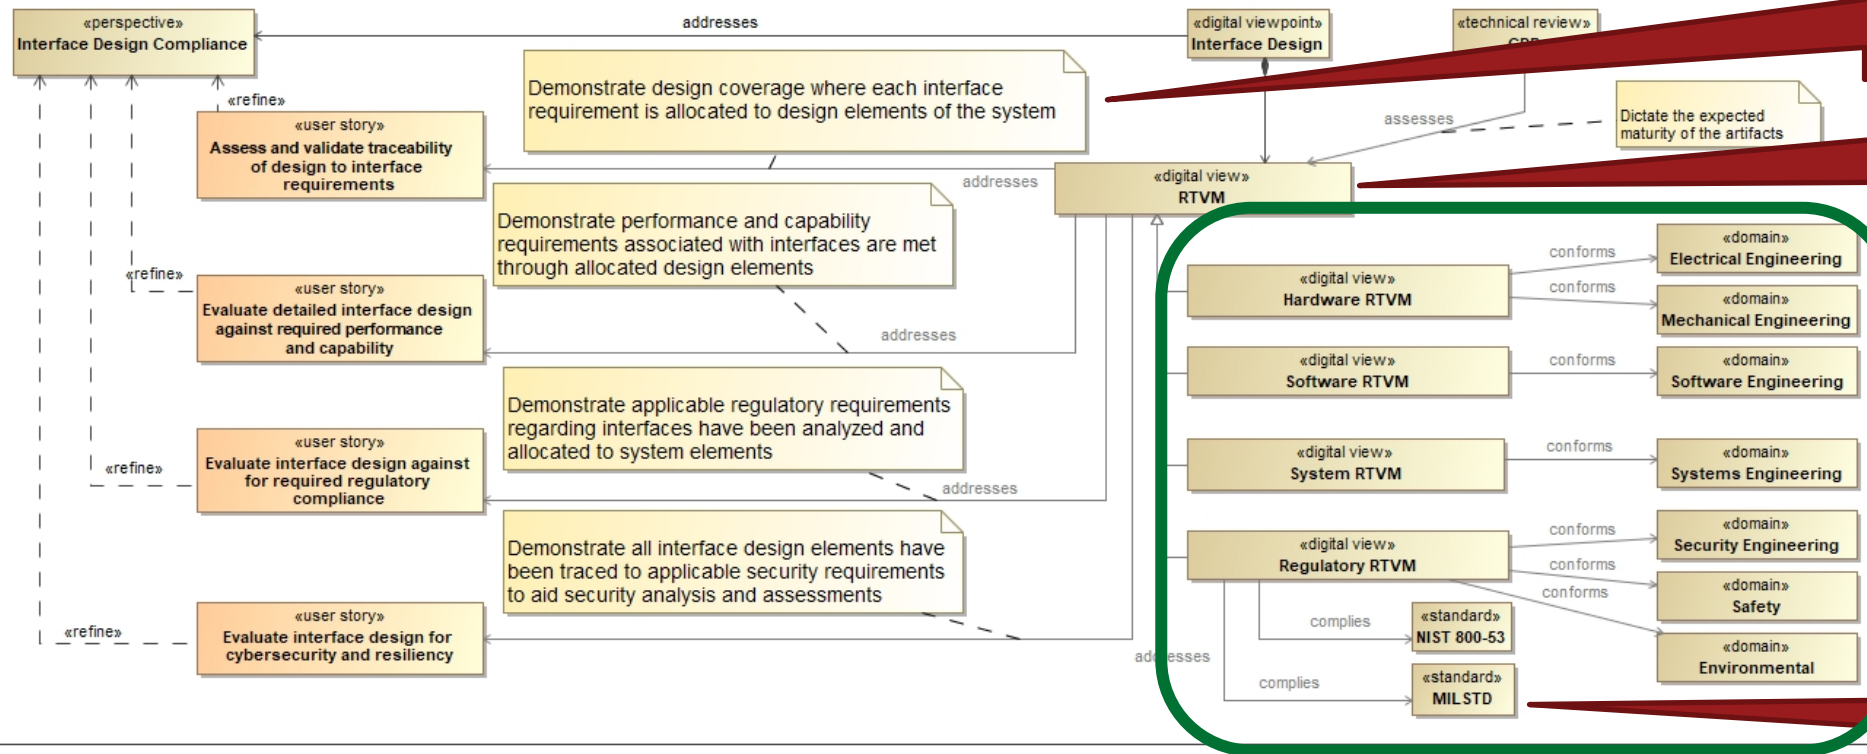 «perspective»
Interface Design Compliance
addresses
«digital viewpoint»
Interface Design
«technical review»
«refine»
Demonstrate design coverage where each interface
requirement is allocated to design elements of the system
Dictate the expected
maturity of the artifacts
assesses
«user story»
Assess and validate traceability
of design to interface
requirements
addresses
«digital view»
RTVM
Demonstrate performance and capability
requirements associated with interfaces are met
through allocated design elements
«refine»
«user story»
Evaluate detailed interface design
against required performance
and capability
addresses
Demonstrate applicable regulatory requirements
regarding interfaces have been analyzed and
allocated to system elements
«refine»
«user story»
Evaluate interface design against
for required regulatory
compliance
addresses
Demonstrate all interface design elements have
been traced to applicable security requirements
to aid security analysis and assessments
«refine»
«user story»
Evaluate interface design for
cybersecurity and resiliency
addresses
«digital view»
Hardware RTVM
conforms
«domain»
Electrical Engineering
conforms
«domain»
Mechanical Engineering
«digital view»
Software RTVM
conforms
«domain»
Software Engineering
«digital view»
System RTVM
conforms
«domain»
Systems Engineering
«digital view»
Regulatory RTVM
conforms
«domain»
Security Engineering
conforms
«domain»
Safety
conforms
«domain»
Environmental
complies
«standard»
NIST 800-53
complies
«standard»
MILSTD